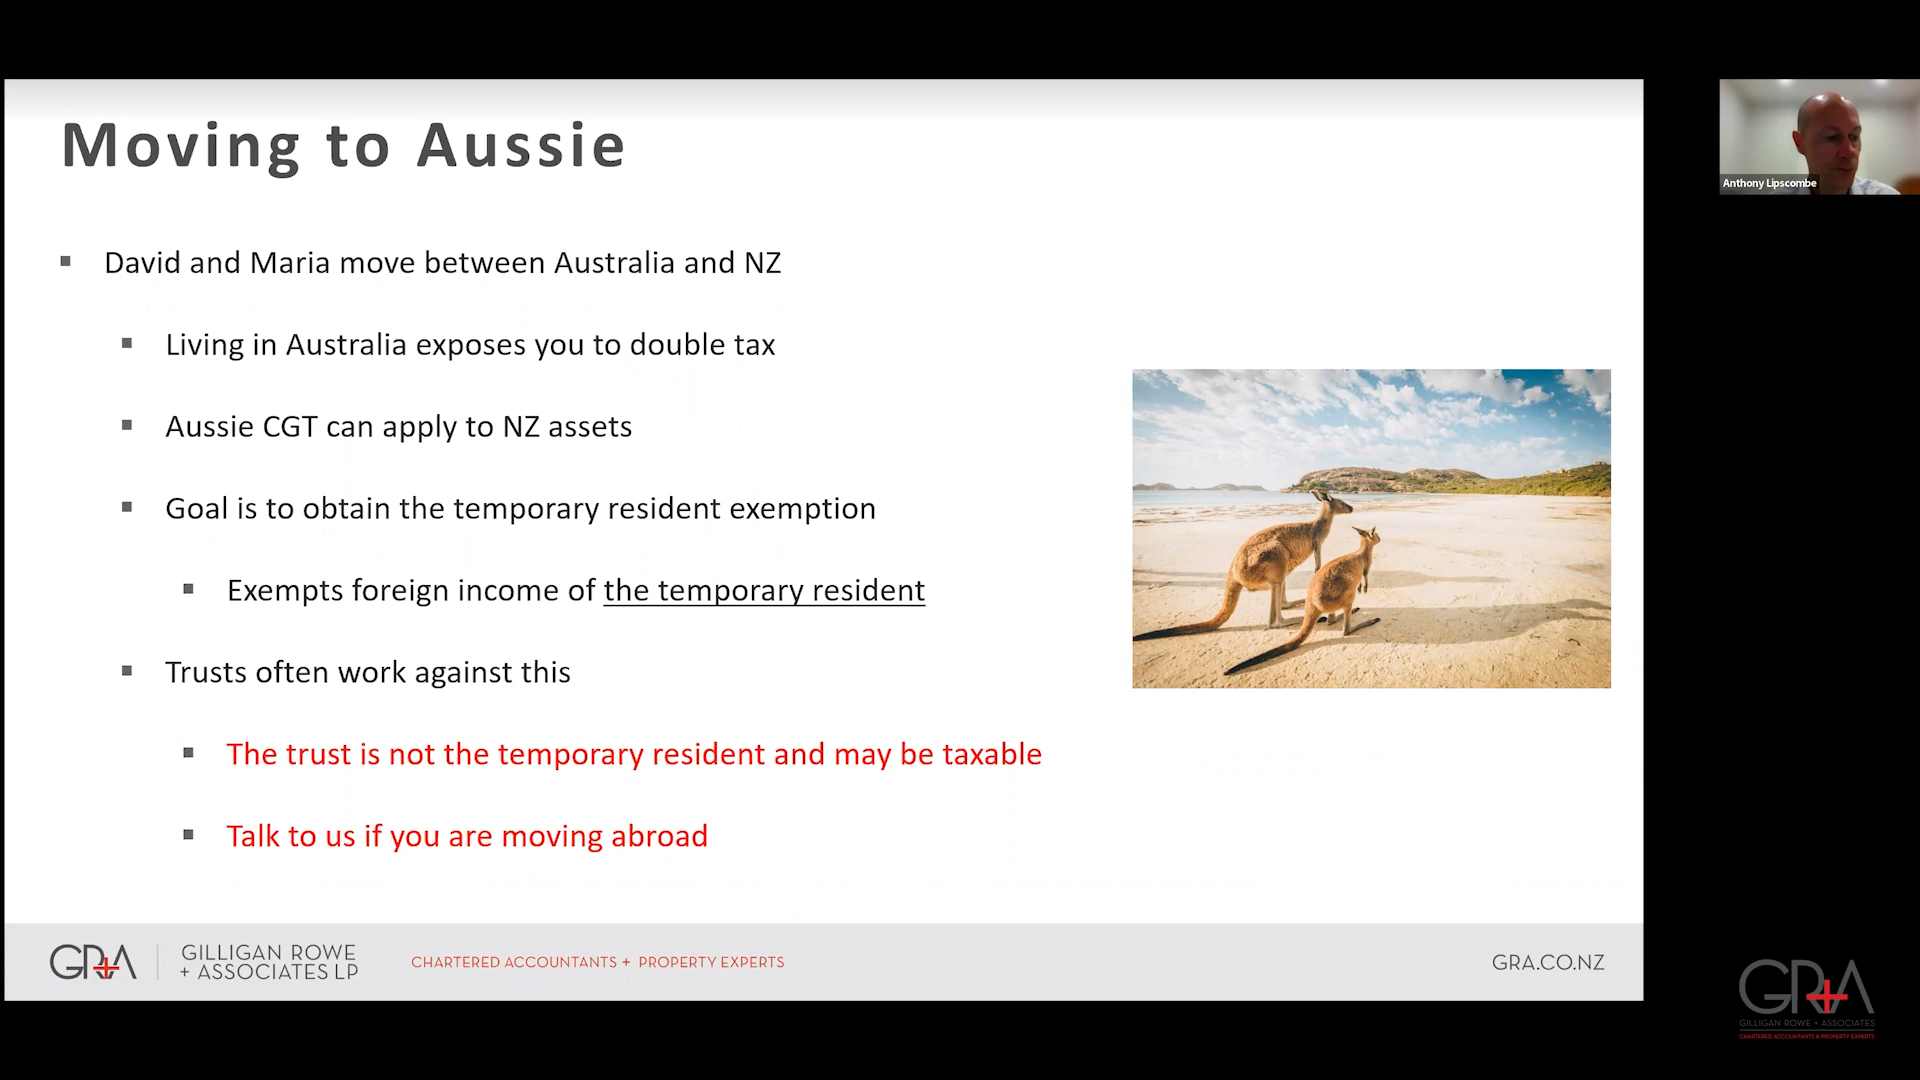 Moving to Aussie
David and Maria move between Australia and NZ
Living in Australia exposes you to double tax
Aussie CGT can apply to NZ assets
Goal is to obtain the temporary resident exemption
Exempts foreign income of the temporary resident
Trusts often work against this
The trust is not the temporary resident and may be taxable
Talk to us if you are moving abroad
GRA
GILLIGAN ROWE
+ ASSOCIATES LP
CHARTERED ACCOUNTANTS + PROPERTY EXPERTS
GRA.CO.NZ
Anthony Lipscombe
GRA
GILLIGAN ROWE + ASSOCIATES
CHARTERED ACCOUNTANTS & PROPERTY EXPERTS